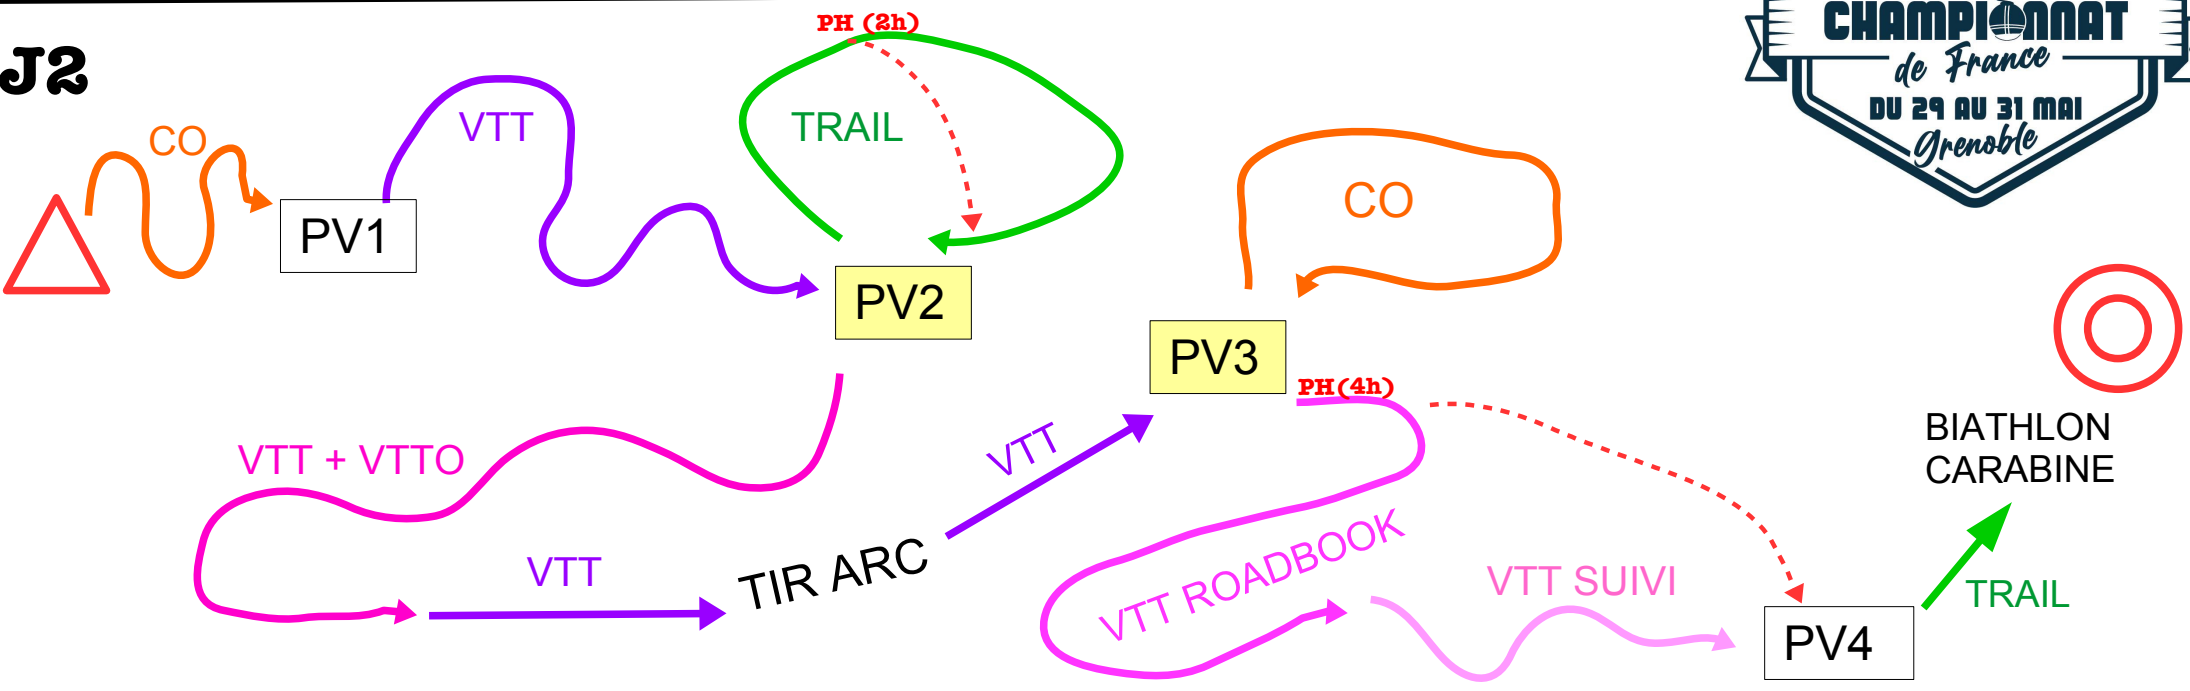 J2
PH (2h)
CHAMPIONNAT
de France
DU 29 AU 31 MAI
Grenoble
CO
VTT
TRAIL
PV1
CO
PV2
PV3
PH(4h)
VTT + VTTO
VTT
BIATHLON
CARABINE
VTT
TIR ARC
VTT ROADBOOK
VTT SUIVI
TRAIL
PV4